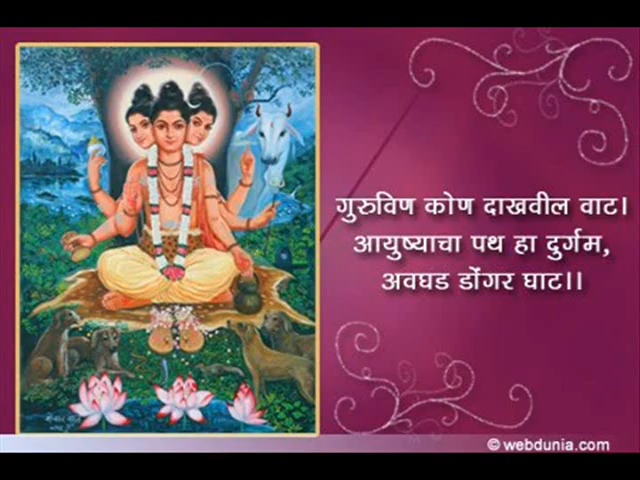 गुरुविण कोण दाखवील वाट।
आयुष्याचा पथ हा दुर्गम,
अवघड डोंगर घाट।।
© webdunia.com